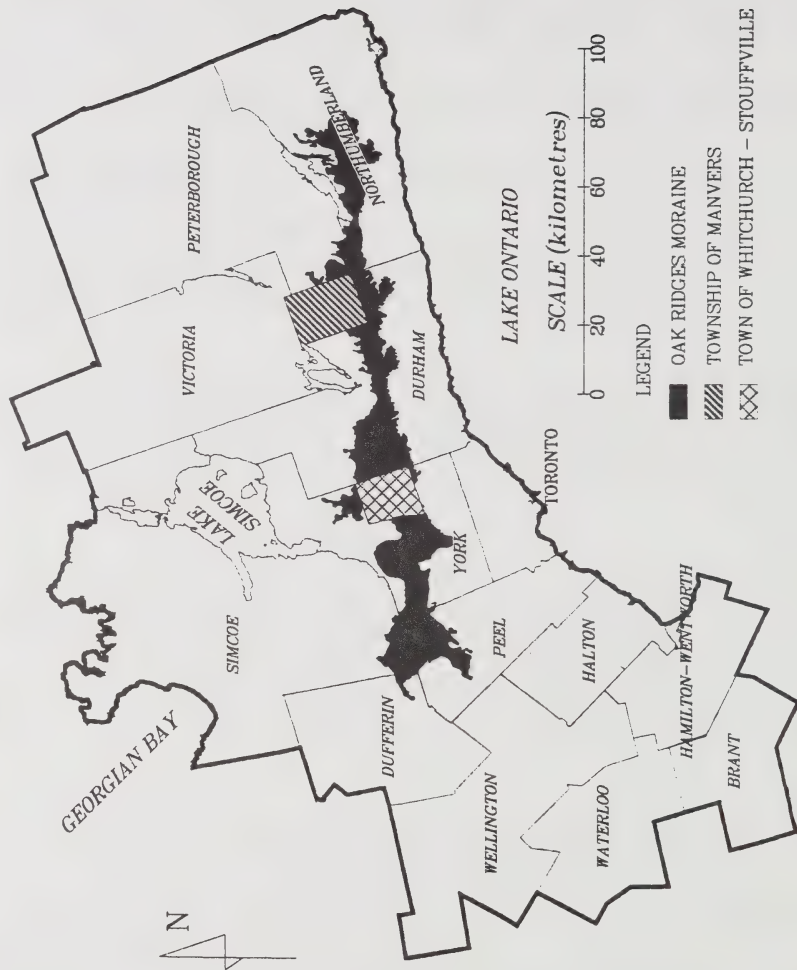 N
GEORGIAN BAY
SIMCOE
LAKE
SIMCOE
VICTORIA
PETERBOROUGH
NORTHUMBERLAND
DUFFERIN
YORK
DURHAM
PEEL
WELLINGTON
HALTON
TORONTO
WATERLOO
HAMILTON-WENTWORTH
BRANT
LAKE ONTARIO
SCALE (kilometres)
0 20 40 60 80 100
LEGEND
OAK RIDGES MORAINE
TOWNSHIP OF MANVERS
TOWN OF WHITCHURCH - STOUFFVILLE